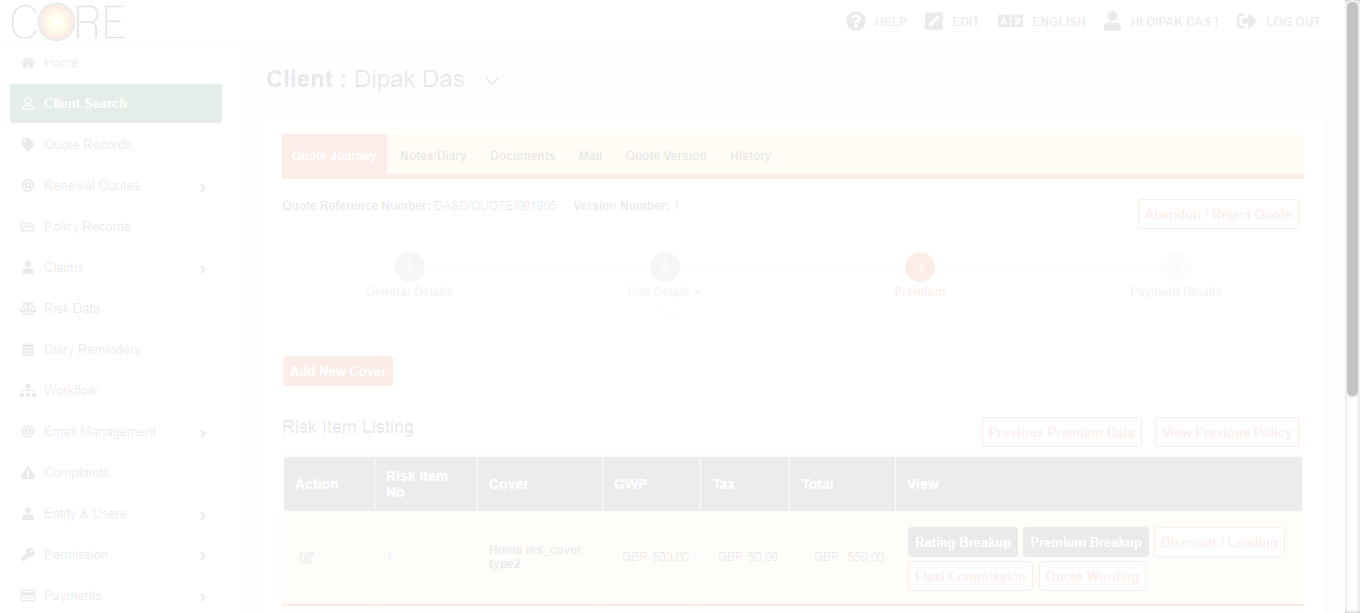 CORE
HELP EDIT ENGLISH HI DIPAK DAS ! LOG OUT
Home
Client Search
Quote Records
Renewal Quotes
Policy Records
Claims
Risk Data
Diary Reminders
Workflow
Email Management
Complaints
Entity & Users
Permission
Payments
Client : Dipak Das
Quote Journey Notes/Diary Documents Mail Quote Version History
Quote Reference Number: DASD/QUOTE/001905 Version Number: 1
Abandon / Reject Quote
1 2 3 4
General Details Risk Details Premium Payment Details
Add New Cover
Risk Item Listing
Previous Premium Data View Previous Policy
Action Risk Item No Cover GWP Tax Total View
1 Home ins_cover type2 GBP 500.00 GBP 50.00 GBP 550.00
Rating Breakup Premium Breakup Discount / Loading
Flexi Commission Quote Wording